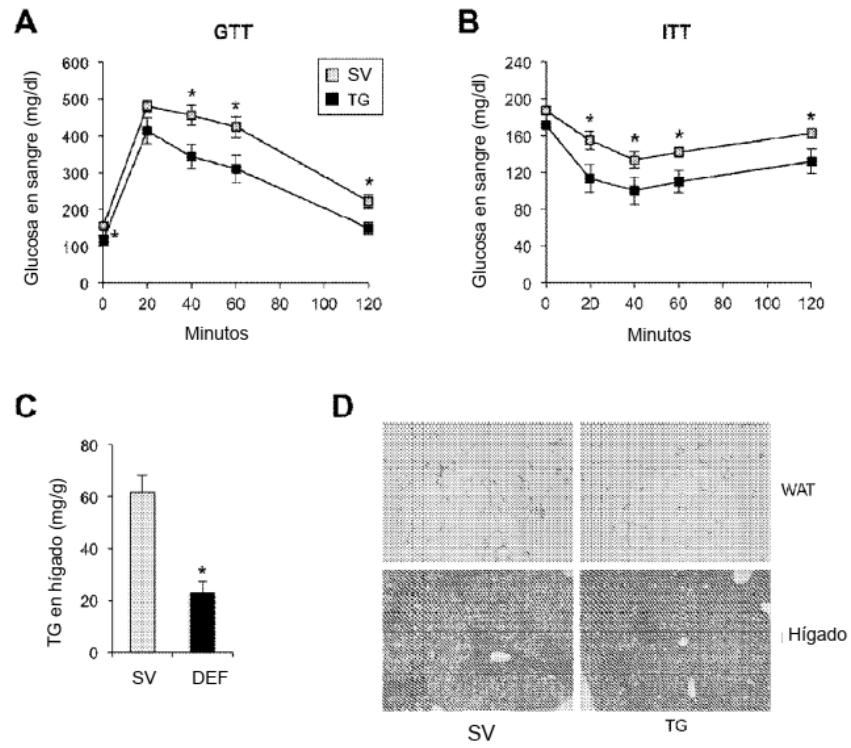 A
GTT
Glucosa en sangre (mg/dl)
600
500
400
300
200
100
0
SV
TG
*
*
*
*
0
20
40
60
80
100
120
Minutos
B
ITT
Glucosa en sangre (mg/dl)
240
200
160
120
80
40
0
*
*
*
*
0
20
40
60
80
100
120
Minutos
C
TG en hígado (mg/g)
80
60
40
20
0
*
SV
DEF
D
WAT
Hígado
SV
TG